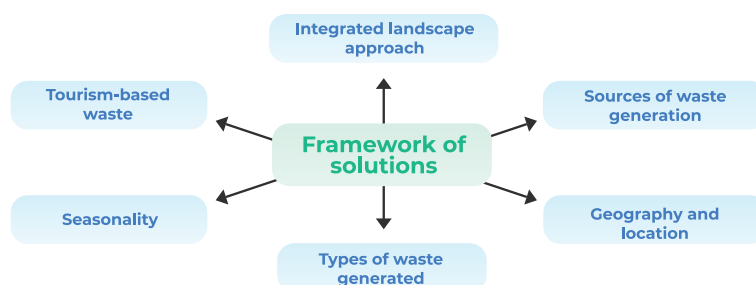 Integrated landscape
approach
Tourism-based
waste
Sources of waste
generation
Framework of
solutions
Seasonality
Geography and
location
Types of waste
generated